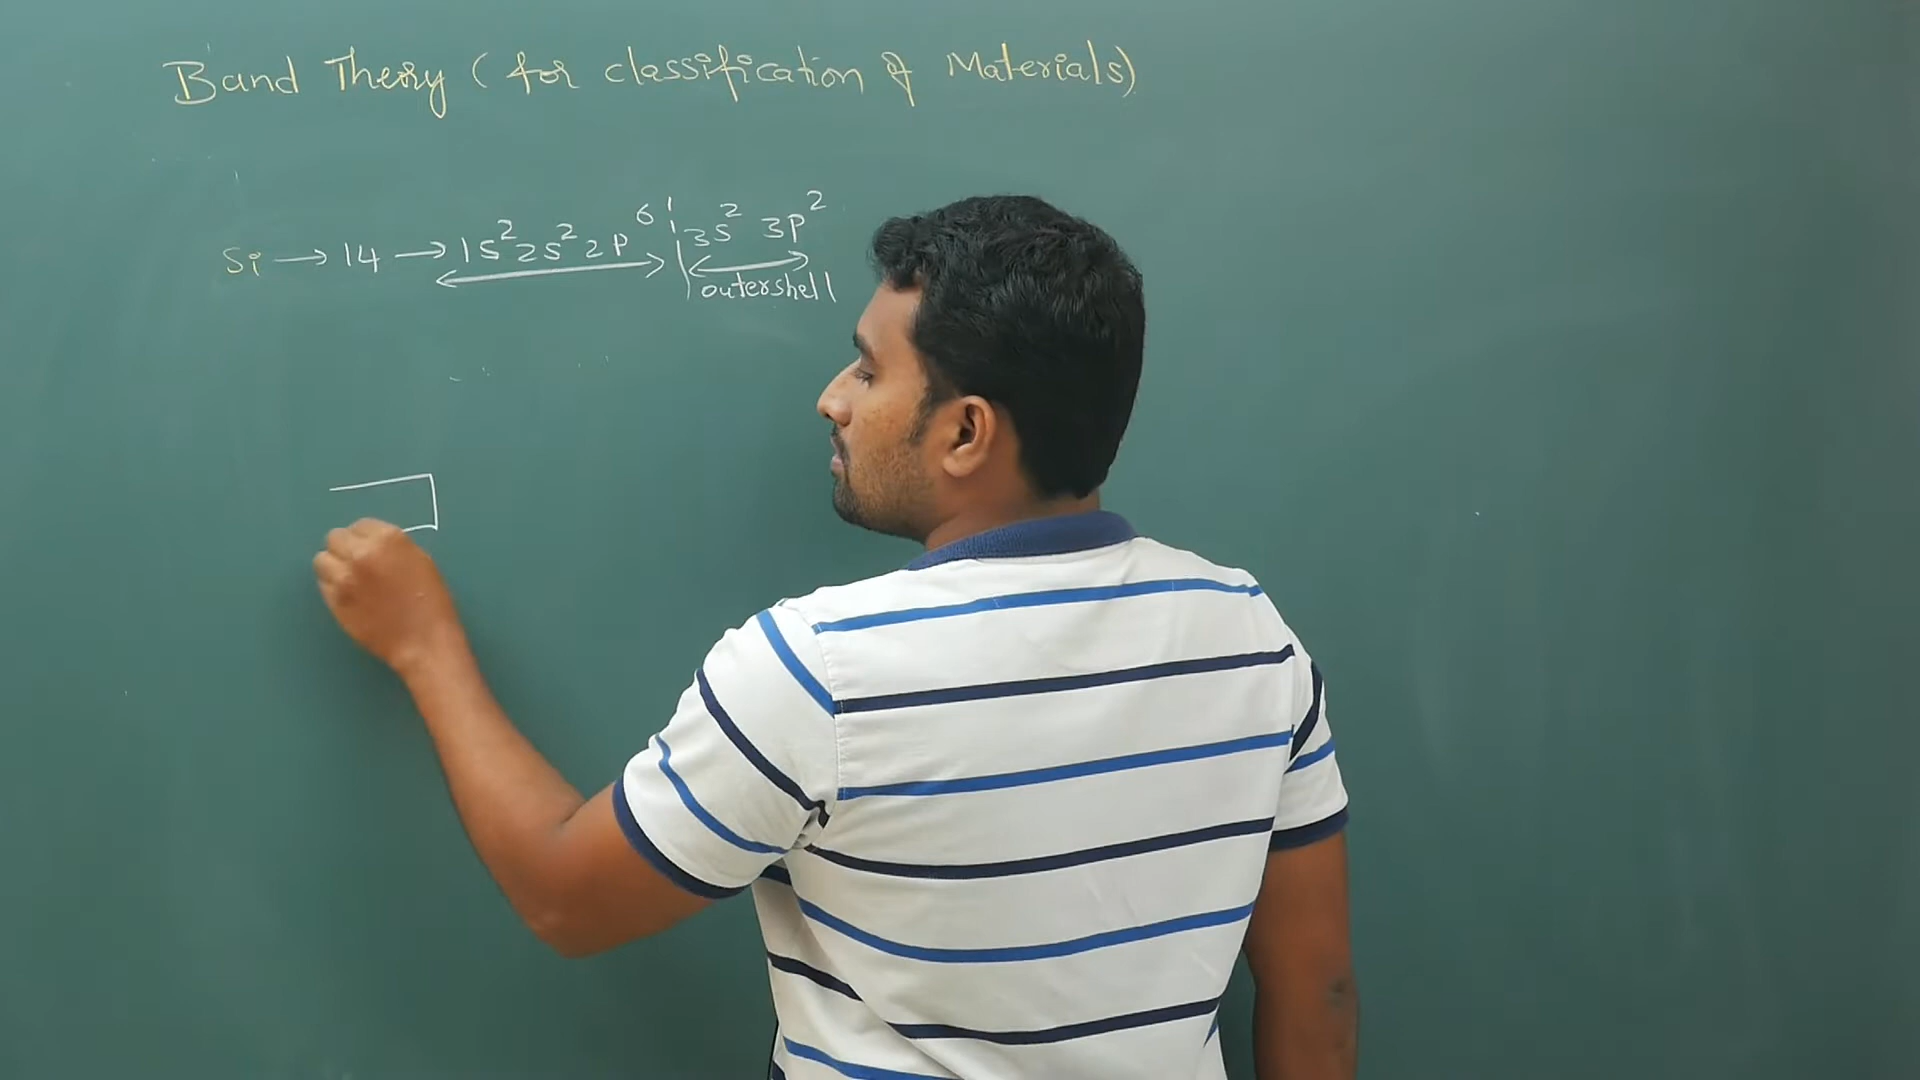 Band Theory (for classification of Materials)
Si → 14 → 1s² 2s² 2p⁶ 3s² 3p²
outershell